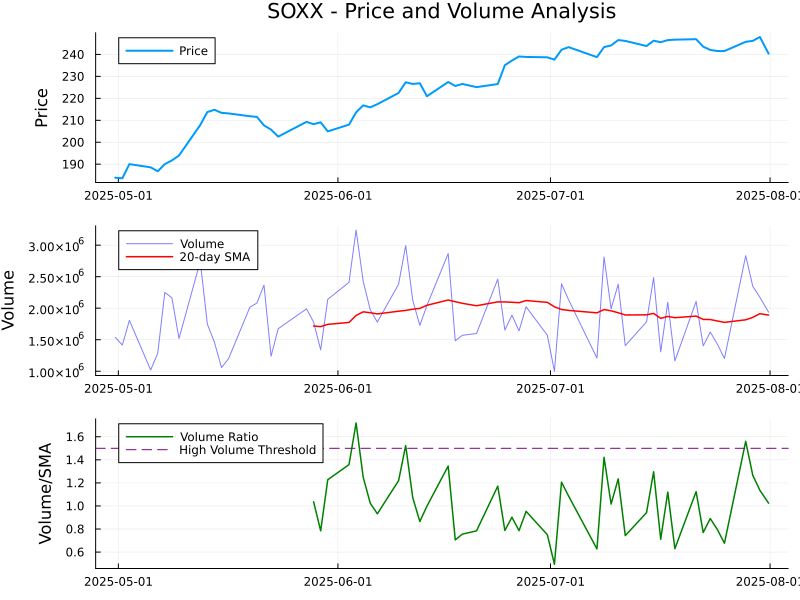 SOXX - Price and Volume Analysis
Price
240
230
220
210
200
190
Price
2025-05-01 2025-06-01 2025-07-01 2025-08-01
Volume
3.00×10⁶
2.50×10⁶
2.00×10⁶
1.50×10⁶
1.00×10⁶
Volume
20-day SMA
2025-05-01 2025-06-01 2025-07-01 2025-08-01
Volume/SMA
1.6
1.4
1.2
1.0
0.8
0.6
Volume Ratio
High Volume Threshold
2025-05-01 2025-06-01 2025-07-01 2025-08-01